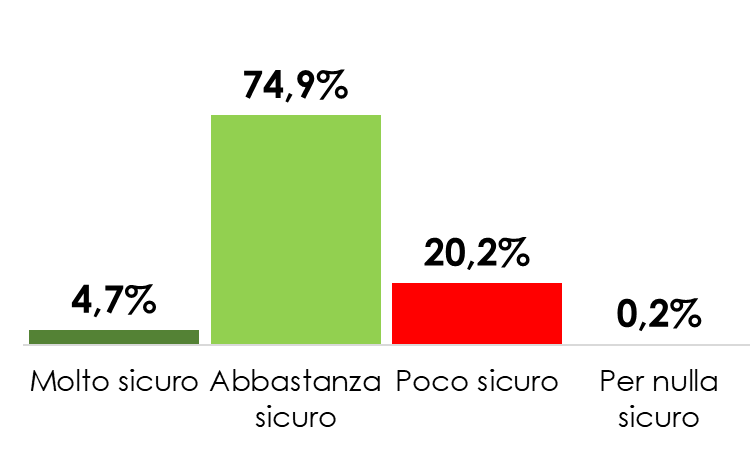 74,9%
20,2%
4,7%
0,2%
Molto sicuro
Abbastanza
sicuro
Poco sicuro
Per nulla
sicuro